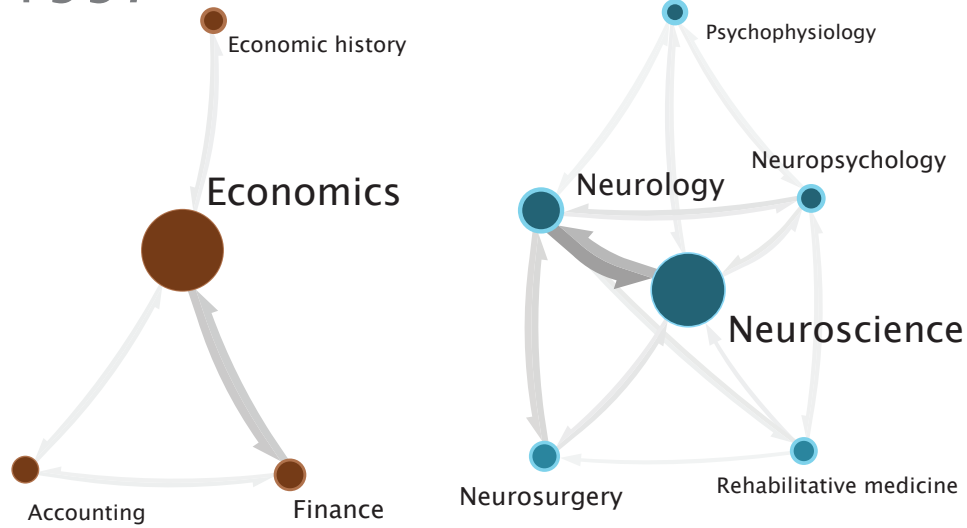 Economic history
Psychophysiology
Neuropsychology
Neurology
Economics
Neuroscience
Rehabilitative medicine
Neurosurgery
Accounting
Finance